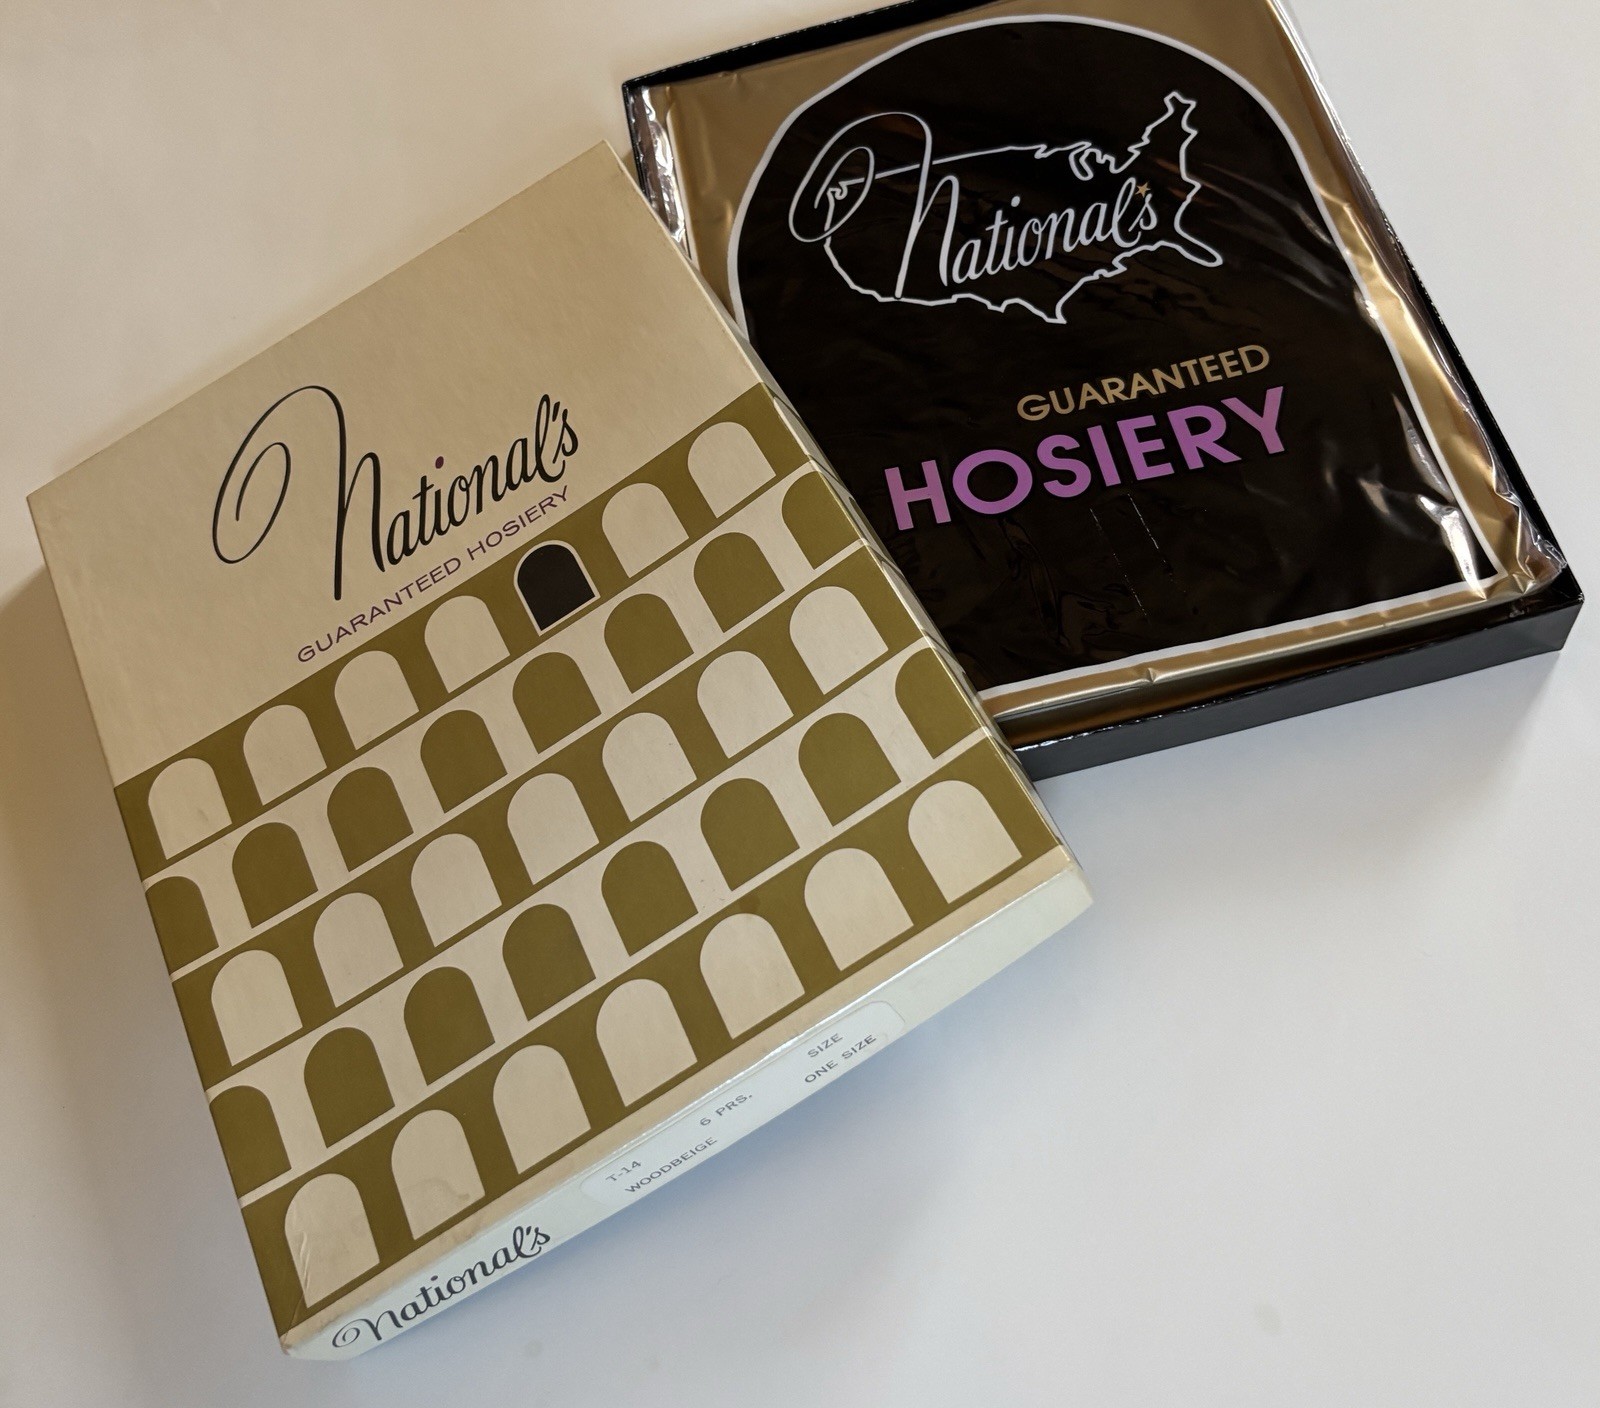 National's
GUARANTEED HOSIERY
National's
T-14
6 PRS.
SIZE
WOODBEIGE
ONE SIZE
National's
GUARANTEED
HOSIERY